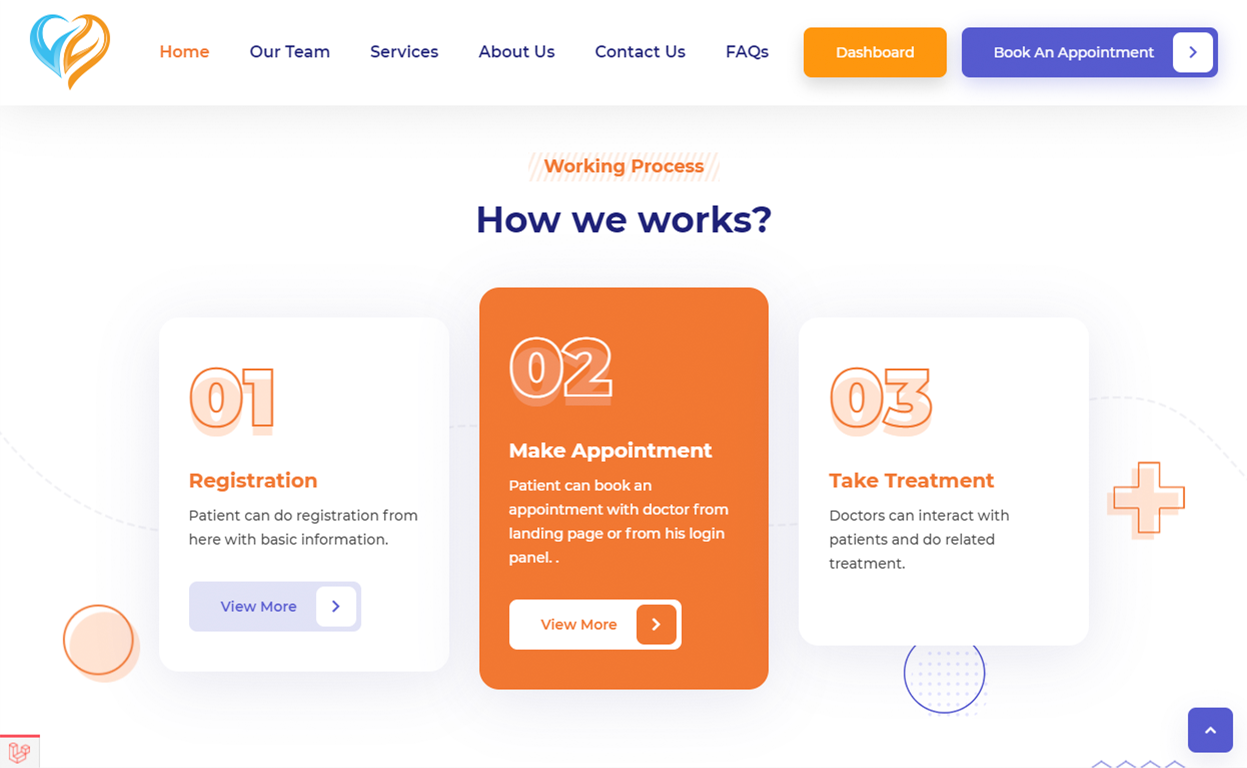 Home Our Team Services About Us Contact Us FAQs Dashboard Book An Appointment
Working Process
How we works?
01
Registration
Patient can do registration from
here with basic information.
View More
02
Make Appointment
Patient can book an
appointment with doctor from
landing page or from his login
panel. .
View More
03
Take Treatment
Doctors can interact with
patients and do related
treatment.